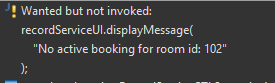 Wanted but not invoked:
recordServiceUI.displayMessage(
"No active booking for room id: 102"
);